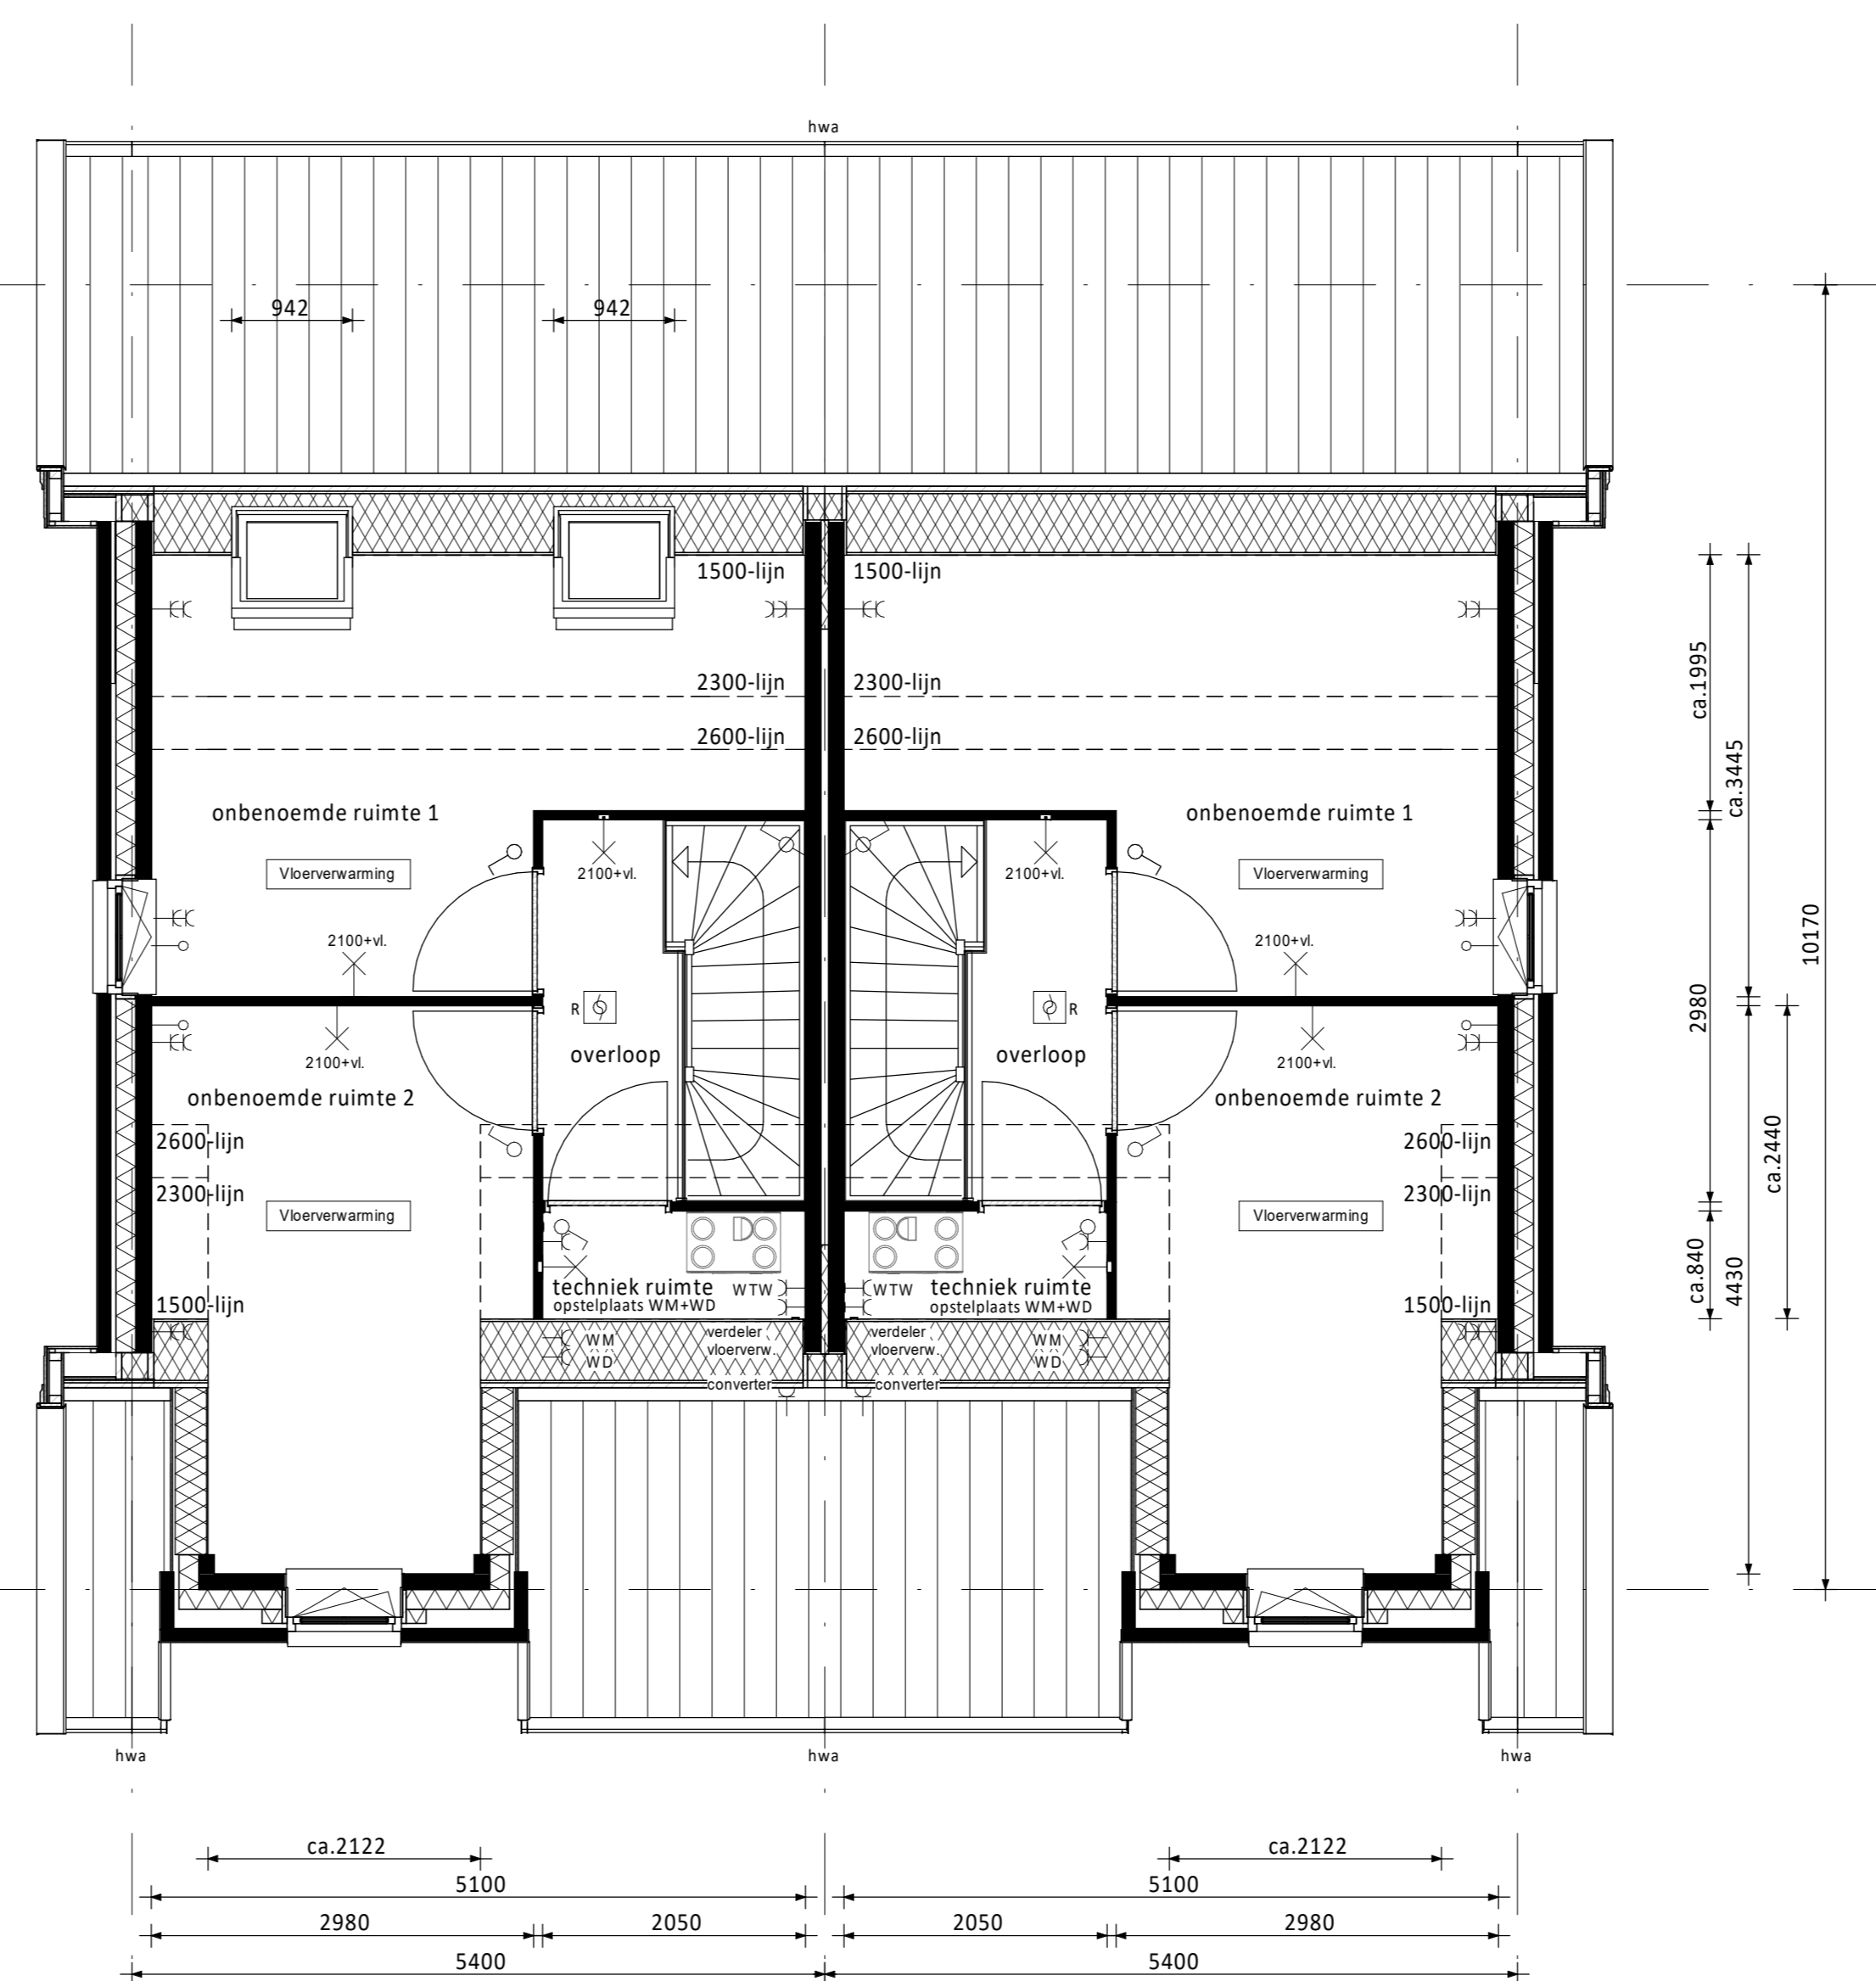 hwa
942 942
1500-lijn 1500-lijn
2300-lijn 2300-lijn
2600-lijn 2600-lijn
ca.1995
ca.3445
onbenoemde ruimte 1 onbenoemde ruimte 1
Vloerverwarming 2100+vl. 2100+vl. Vloerverwarming
2100+vl. 2100+vl.
10170
R R
2980
overloop overloop
2100+vl. 2100+vl.
onbenoemde ruimte 2 onbenoemde ruimte 2
2600-lijn 2600-lijn
ca.2440
2300-lijn 2300-lijn
Vloerverwarming Vloerverwarming
ca.840
4430
techniek ruimte WTW WTW techniek ruimte
opstelplaats WM+WD opstelplaats WM+WD
1500-lijn 1500-lijn
WM verdeler verdeler WM
WD vloerverw. vloerverw. WD
converter converter
hwa hwa hwa
ca.2122 ca.2122
5100 5100
2980 2050 2050 2980
5400 5400